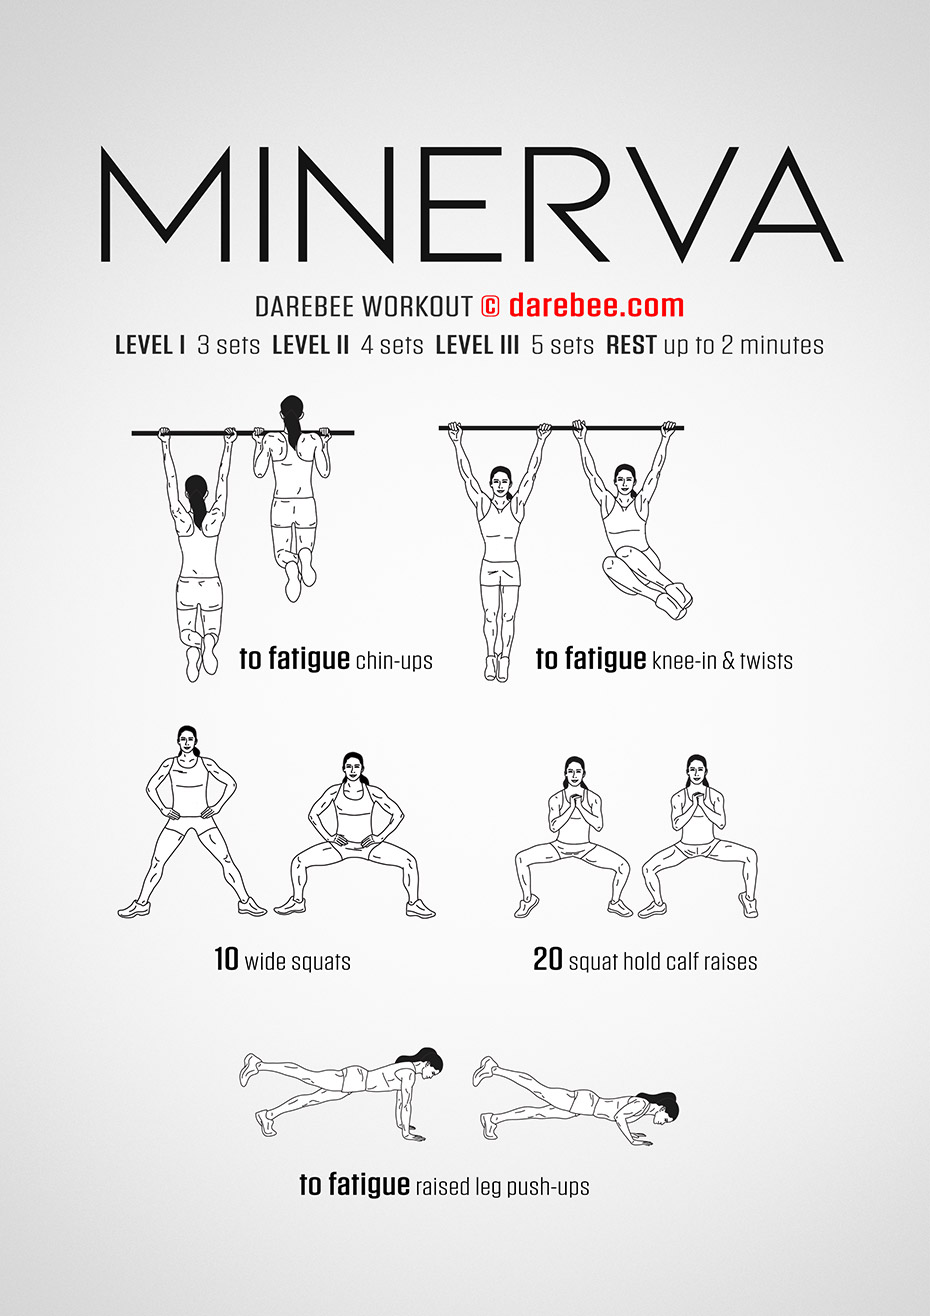 MINERVA
DAREBEE WORKOUT © darebee.com
LEVEL I 3 sets LEVEL II 4 sets LEVEL III 5 sets REST up to 2 minutes
to fatigue chin-ups
to fatigue knee-in & twists
10 wide squats
20 squat hold calf raises
to fatigue raised leg push-ups